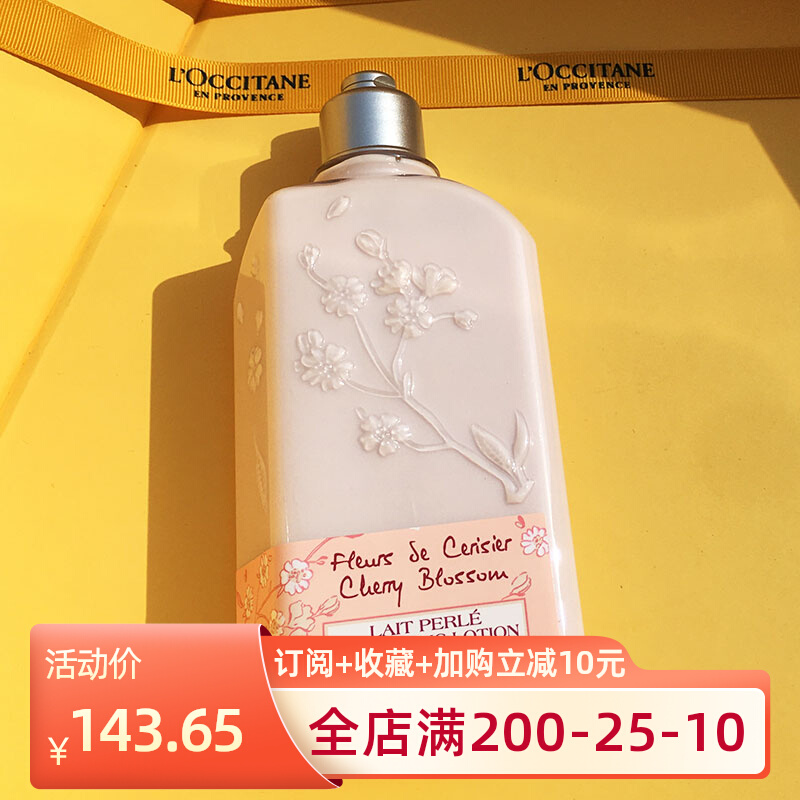 L'OCCITANE
EN PROVENCE
L'OCCITANE
EN PROVENCE
Fleurs de Cerisier
Cherry Blossom
LAIT PERLÉ
LOTION
活动价
¥143.65
订阅+收藏+加购立减10元
全店满200-25-10